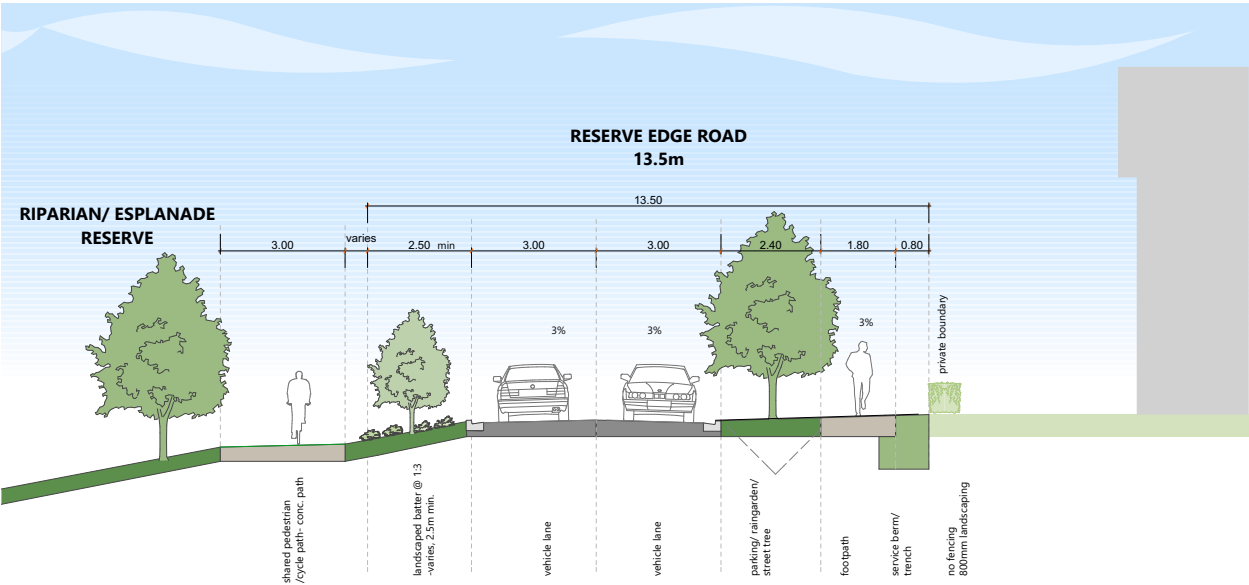 RESERVE EDGE ROAD
13.5m
13.50
RIPARIAN/ ESPLANADE
RESERVE
3.00
varies
2.50 min
3.00
3.00
2.40
1.80
0.80
3%
3%
3%
private boundary
shared pedestrian
/cycle path- conc. path
landscaped batter @ 1:3
-varies, 2.5m min.
vehicle lane
vehicle lane
parking/ raingarden/
street tree
footpath
service berm/
trench
no fencing
800mm landscaping